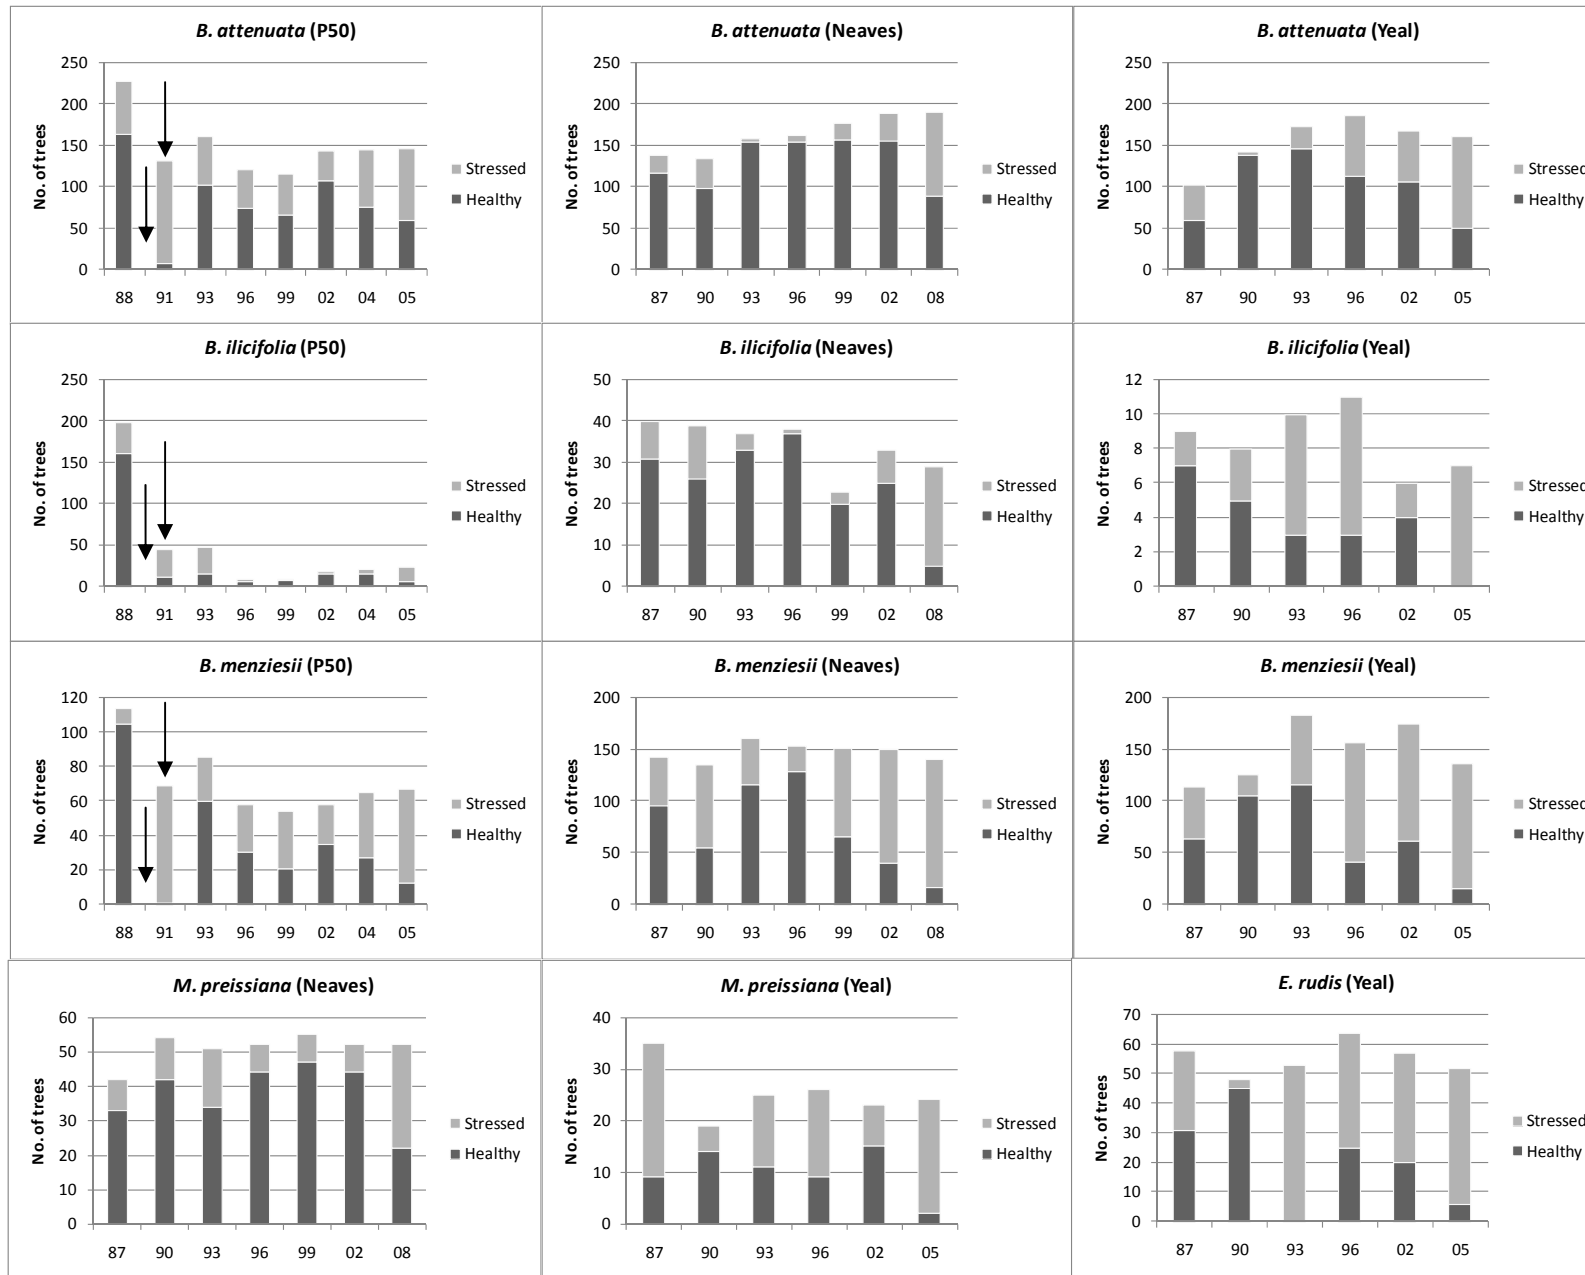 B. attenuata (P50)
No. of trees
250
200
150
100
50
0
88 91 93 96 99 02 04 05
Stressed
Healthy
B. attenuata (Neaves)
No. of trees
250
200
150
100
50
0
87 90 93 96 99 02 08
Stressed
Healthy
B. attenuata (Yeal)
No. of trees
250
200
150
100
50
0
87 90 93 96 02 05
Stressed
Healthy
B. ilicifolia (P50)
No. of trees
250
200
150
100
50
0
88 91 93 96 99 02 04 05
Stressed
Healthy
B. ilicifolia (Neaves)
No. of trees
50
40
30
20
10
0
87 90 93 96 99 02 08
Stressed
Healthy
B. ilicifolia (Yeal)
No. of trees
12
10
8
6
4
2
0
87 90 93 96 02 05
Stressed
Healthy
B. menziesii (P50)
No. of trees
120
100
80
60
40
20
0
88 91 93 96 99 02 04 05
Stressed
Healthy
B. menziesii (Neaves)
No. of trees
200
150
100
50
0
87 90 93 96 99 02 08
Stressed
Healthy
B. menziesii (Yeal)
No. of trees
200
150
100
50
0
87 90 93 96 02 05
Stressed
Healthy
M. preissiana (Neaves)
No. of trees
60
50
40
30
20
10
0
87 90 93 96 99 02 08
Stressed
Healthy
M. preissiana (Yeal)
No. of trees
40
30
20
10
0
87 90 93 96 02 05
Stressed
Healthy
E. rudis (Yeal)
No. of trees
70
60
50
40
30
20
10
0
87 90 93 96 02 05
Stressed
Healthy